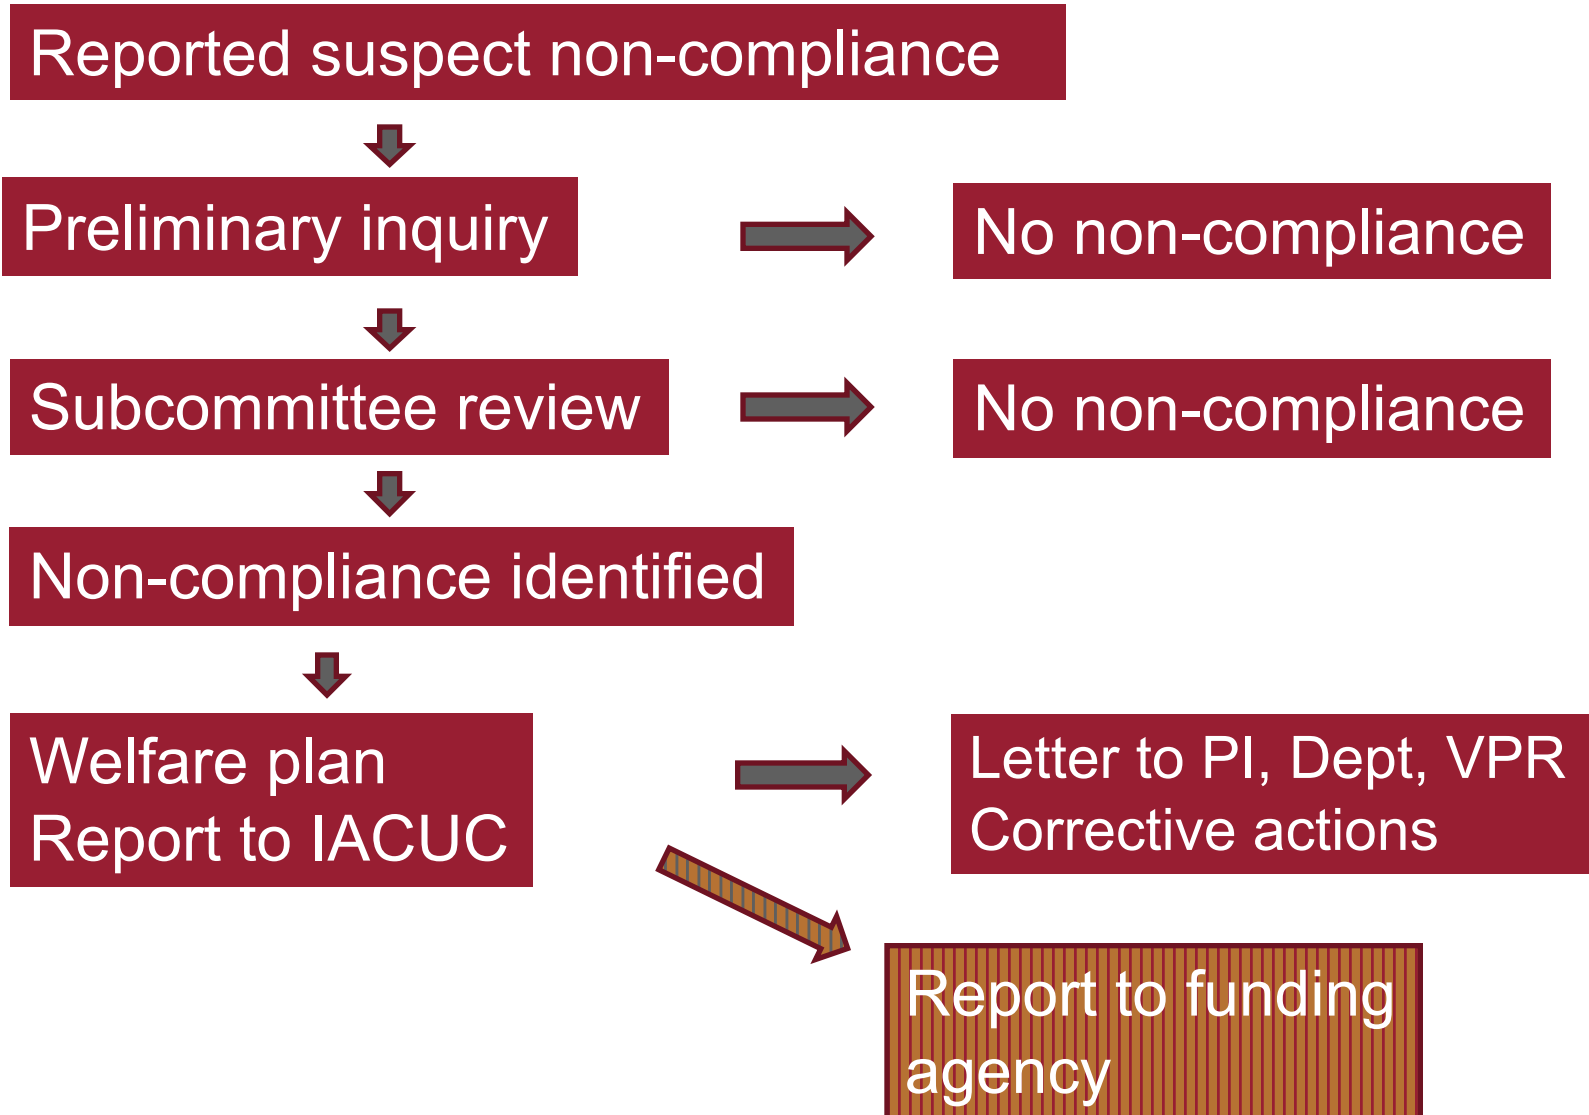 Reported suspect non-compliance
Preliminary inquiry
No non-compliance
Subcommittee review
No non-compliance
Non-compliance identified
Welfare plan
Report to IACUC
Letter to PI, Dept, VPR
Corrective actions
Report to funding
agency